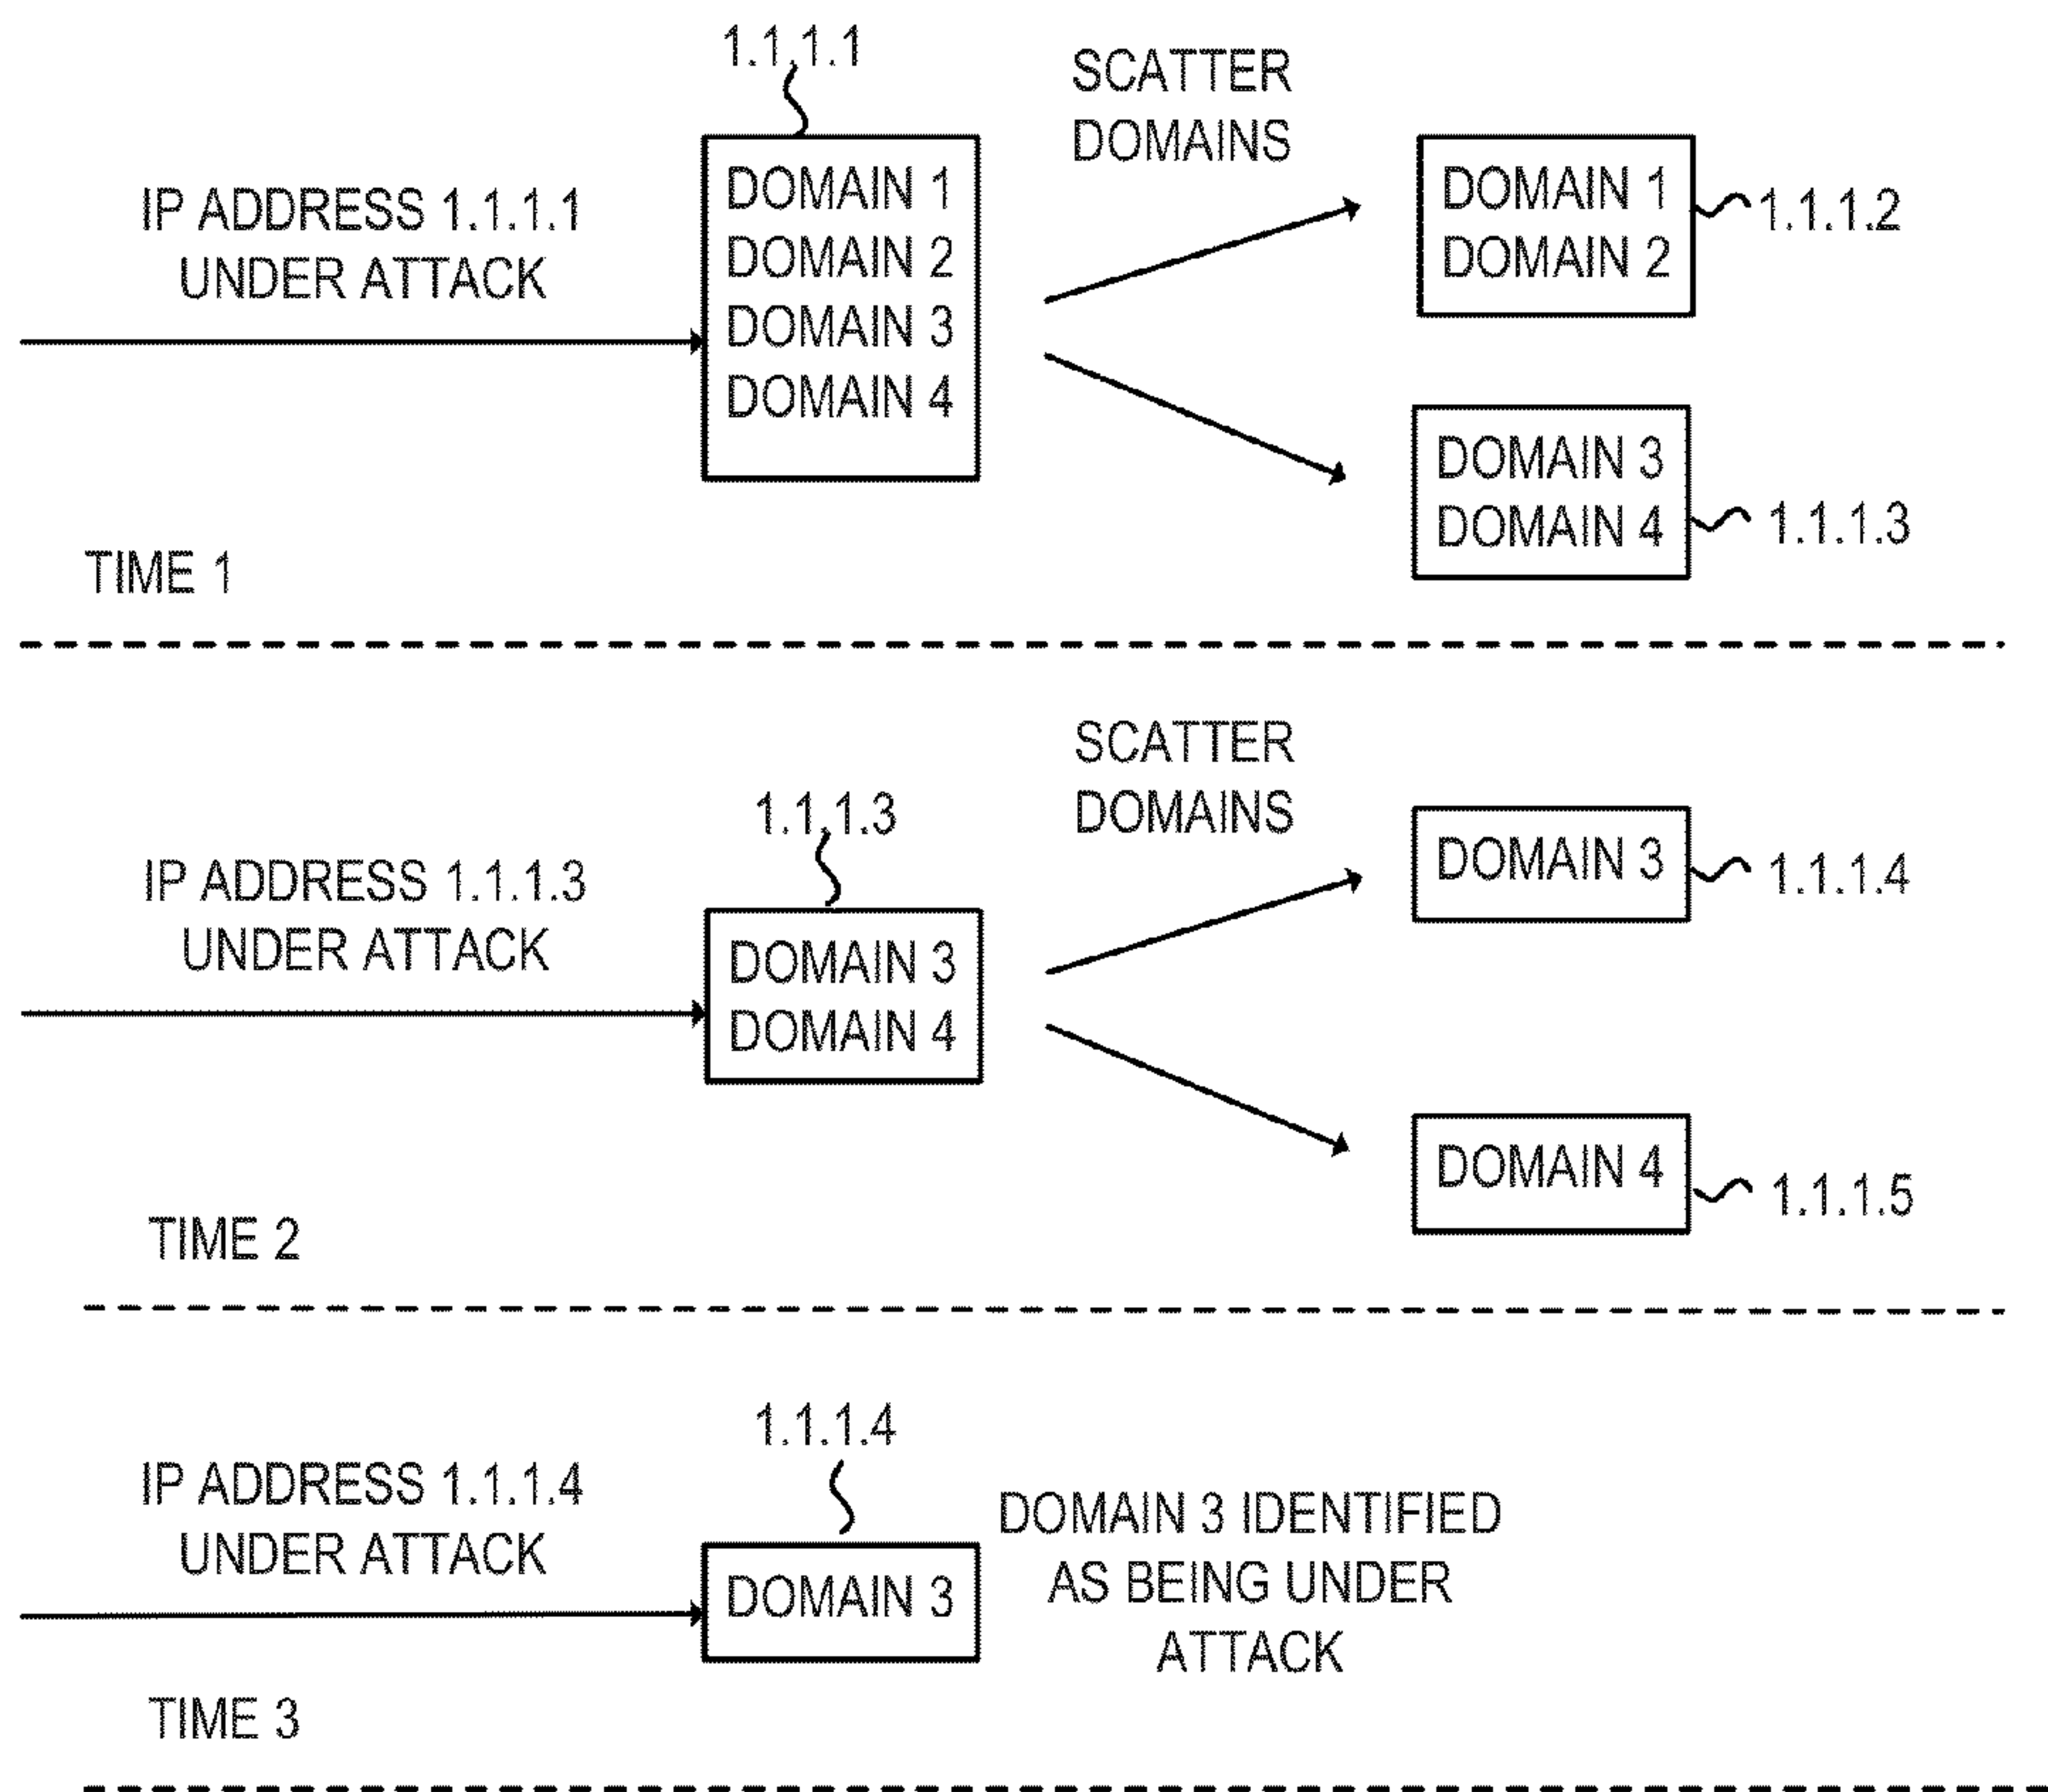 1.1.1.1
SCATTER
DOMAINS
IP ADDRESS 1.1.1.1
UNDER ATTACK
DOMAIN 1
DOMAIN 2
DOMAIN 3
DOMAIN 4
DOMAIN 1
DOMAIN 2
1.1.1.2
DOMAIN 3
DOMAIN 4
1.1.1.3
TIME 1
SCATTER
DOMAINS
1.1.1.3
IP ADDRESS 1.1.1.3
UNDER ATTACK
DOMAIN 3
DOMAIN 4
DOMAIN 3
1.1.1.4
DOMAIN 4
1.1.1.5
TIME 2
1.1.1.4
IP ADDRESS 1.1.1.4
UNDER ATTACK
DOMAIN 3
DOMAIN 3 IDENTIFIED
AS BEING UNDER
ATTACK
TIME 3